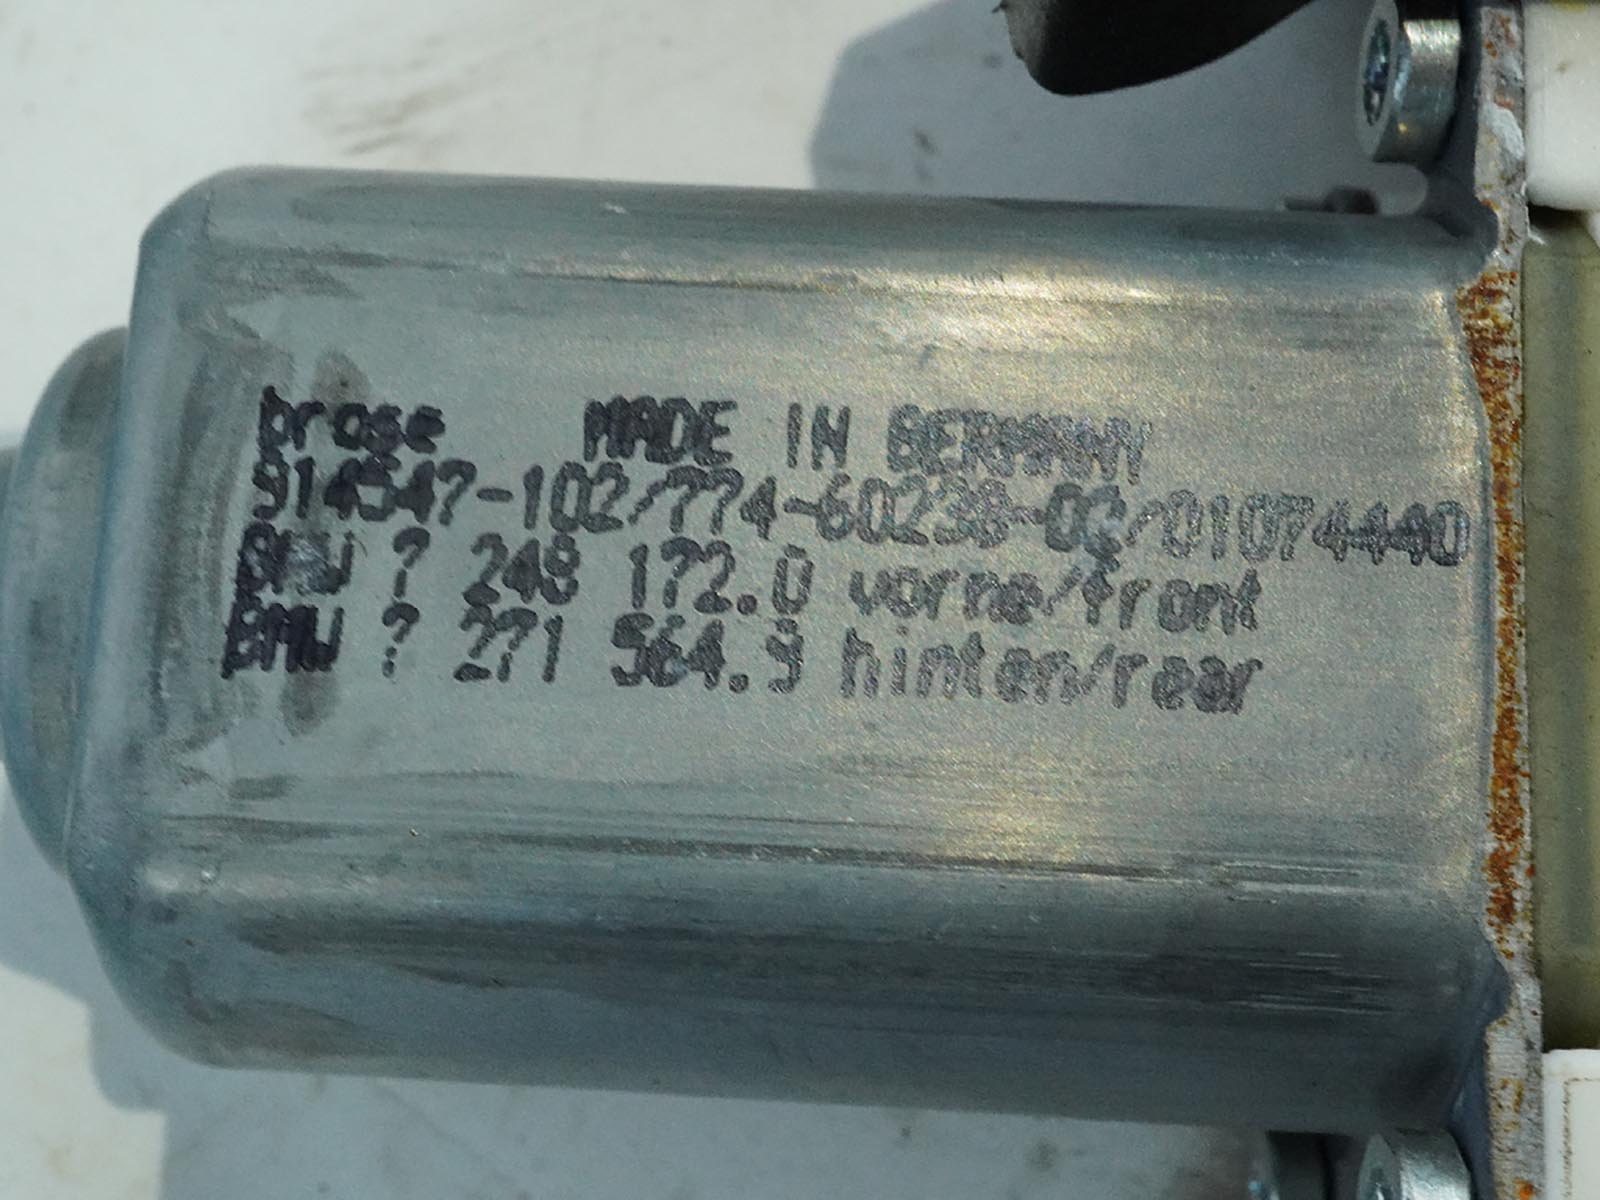 brose MADE IN GERMANY
914547-102/774-60238-02/01074440
BMW 7 248 172.0 vorne/front
BMW 7 271 564.9 hinten/rear